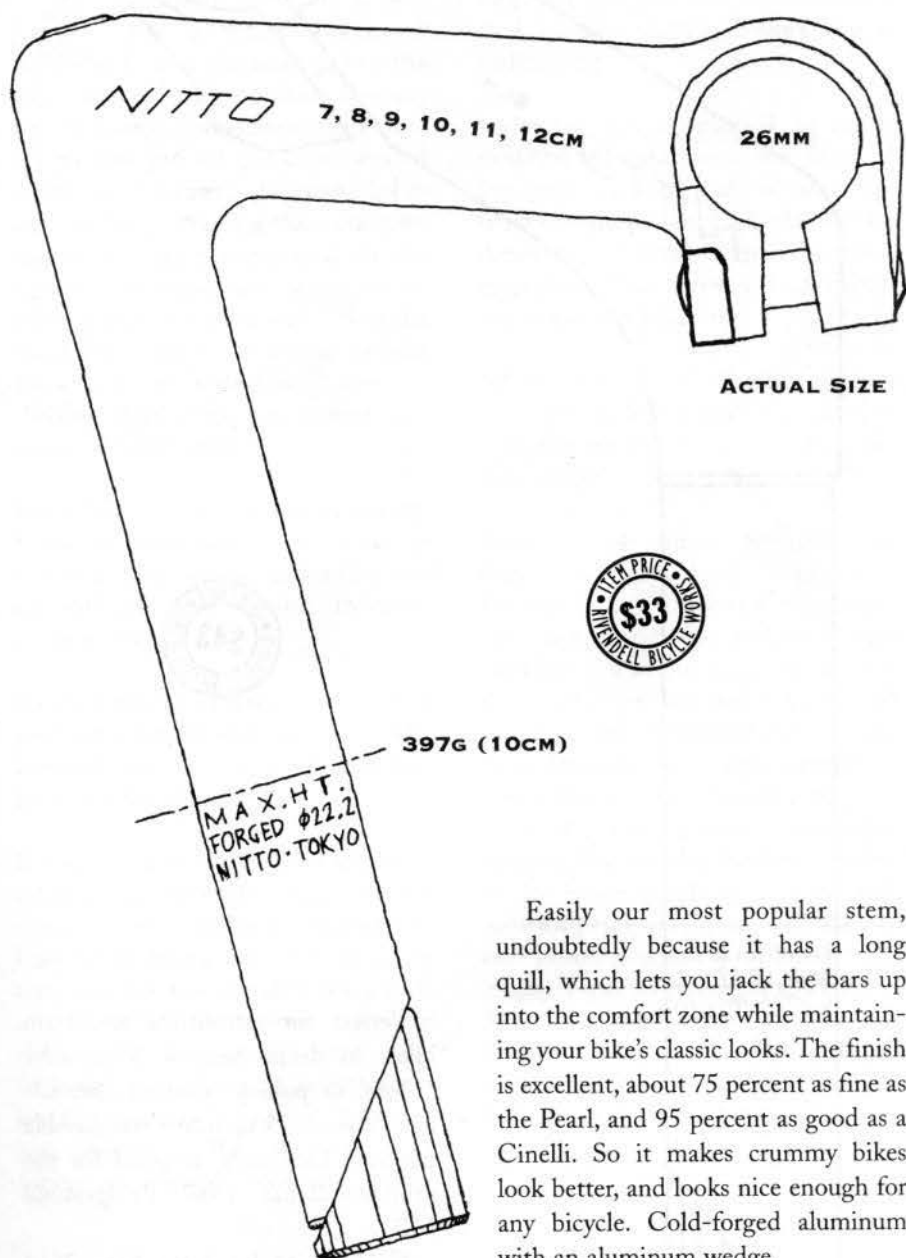 NITTO 7, 8, 9, 10, 11, 12CM
26MM
ACTUAL SIZE
ITEM PRICE
$33
RIVENDELL BICYCLE WORKS
397G (10CM)
MAX.HT.
FORGED ϕ22.2
NITTO·TOKYO
Easily our most popular stem,
undoubtedly because it has a long
quill, which lets you jack the bars up
into the comfort zone while maintain-
ing your bike's classic looks. The finish
is excellent, about 75 percent as fine as
the Pearl, and 95 percent as good as a
Cinelli. So it makes crummy bikes
look better, and looks nice enough for
any bicycle. Cold-forged aluminum
with an aluminum wedge.